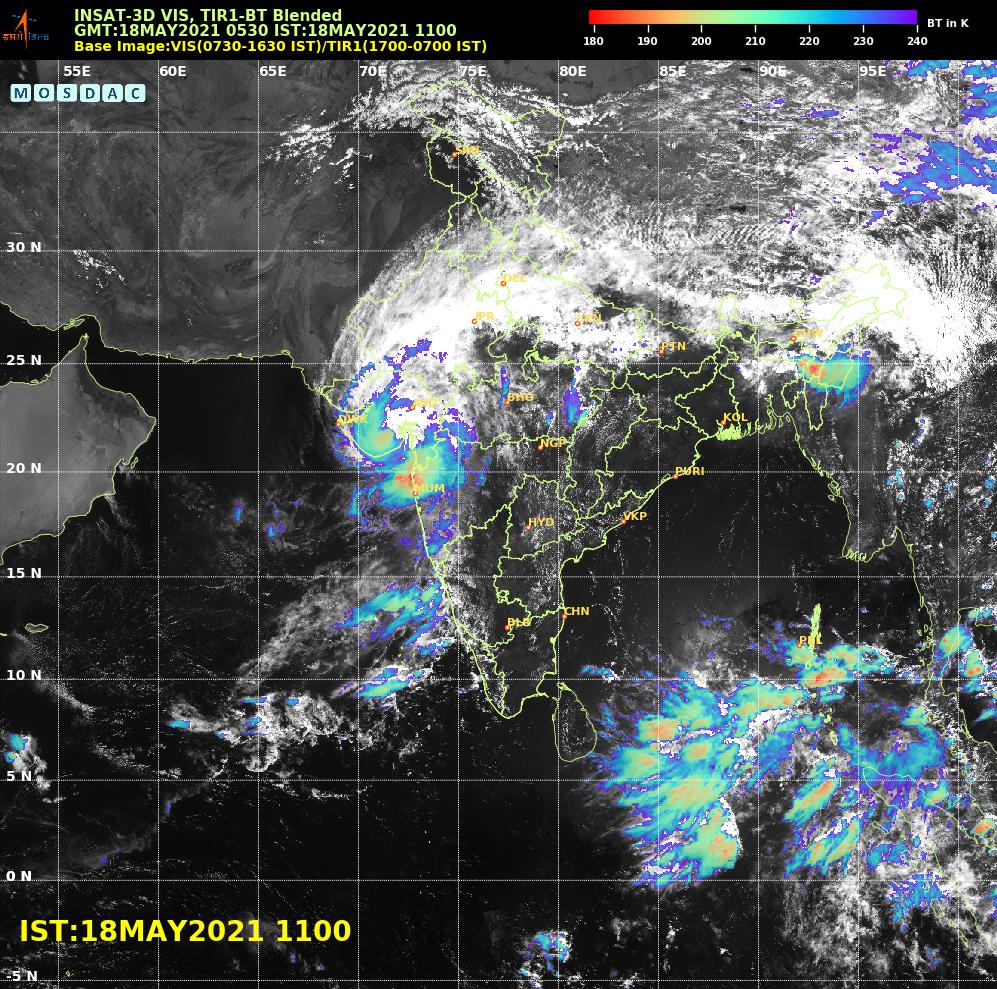 INSAT-3D VIS, TIR1-BT Blended
GMT:18MAY2021 0530 IST:18MAY2021 1100
Base Image:VIS(0730-1630 IST)/TIR1(1700-0700 IST)
BT in K
180 190 200 210 220 230 240
55E 60E 65E 70E 75E 80E 85E 90E 95E
MOSDAC
SRN
30 N
DEL
JPR
LKN
GUW
PTN
25 N
BHO
DWK
KOL
NGP
20 N
PURI
MUM
HYD
VKP
15 N
CHN
BLR
PBL
10 N
5 N
0 N
IST:18MAY2021 1100
-5 N